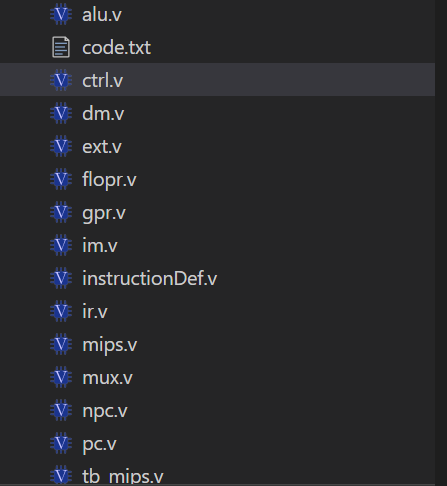 alu.v
code.txt
ctrl.v
dm.v
ext.v
flopr.v
gpr.v
im.v
instructionDef.v
ir.v
mips.v
mux.v
npc.v
pc.v
tb_mips.v